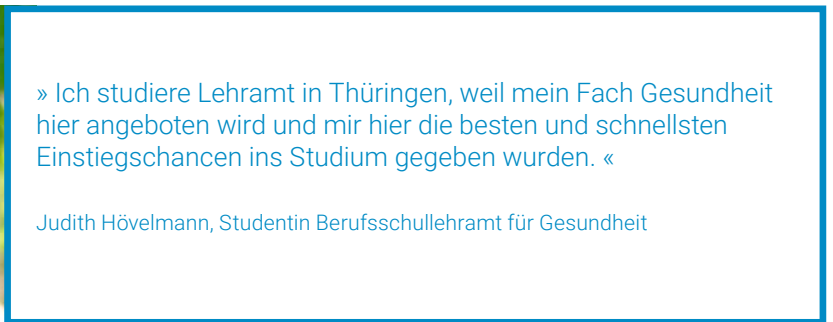 » Ich studiere Lehramt in Thüringen, weil mein Fach Gesundheit
hier angeboten wird und mir hier die besten und schnellsten
Einstiegschancen ins Studium gegeben wurden. «
Judith Hövelmann, Studentin Berufsschullehramt für Gesundheit